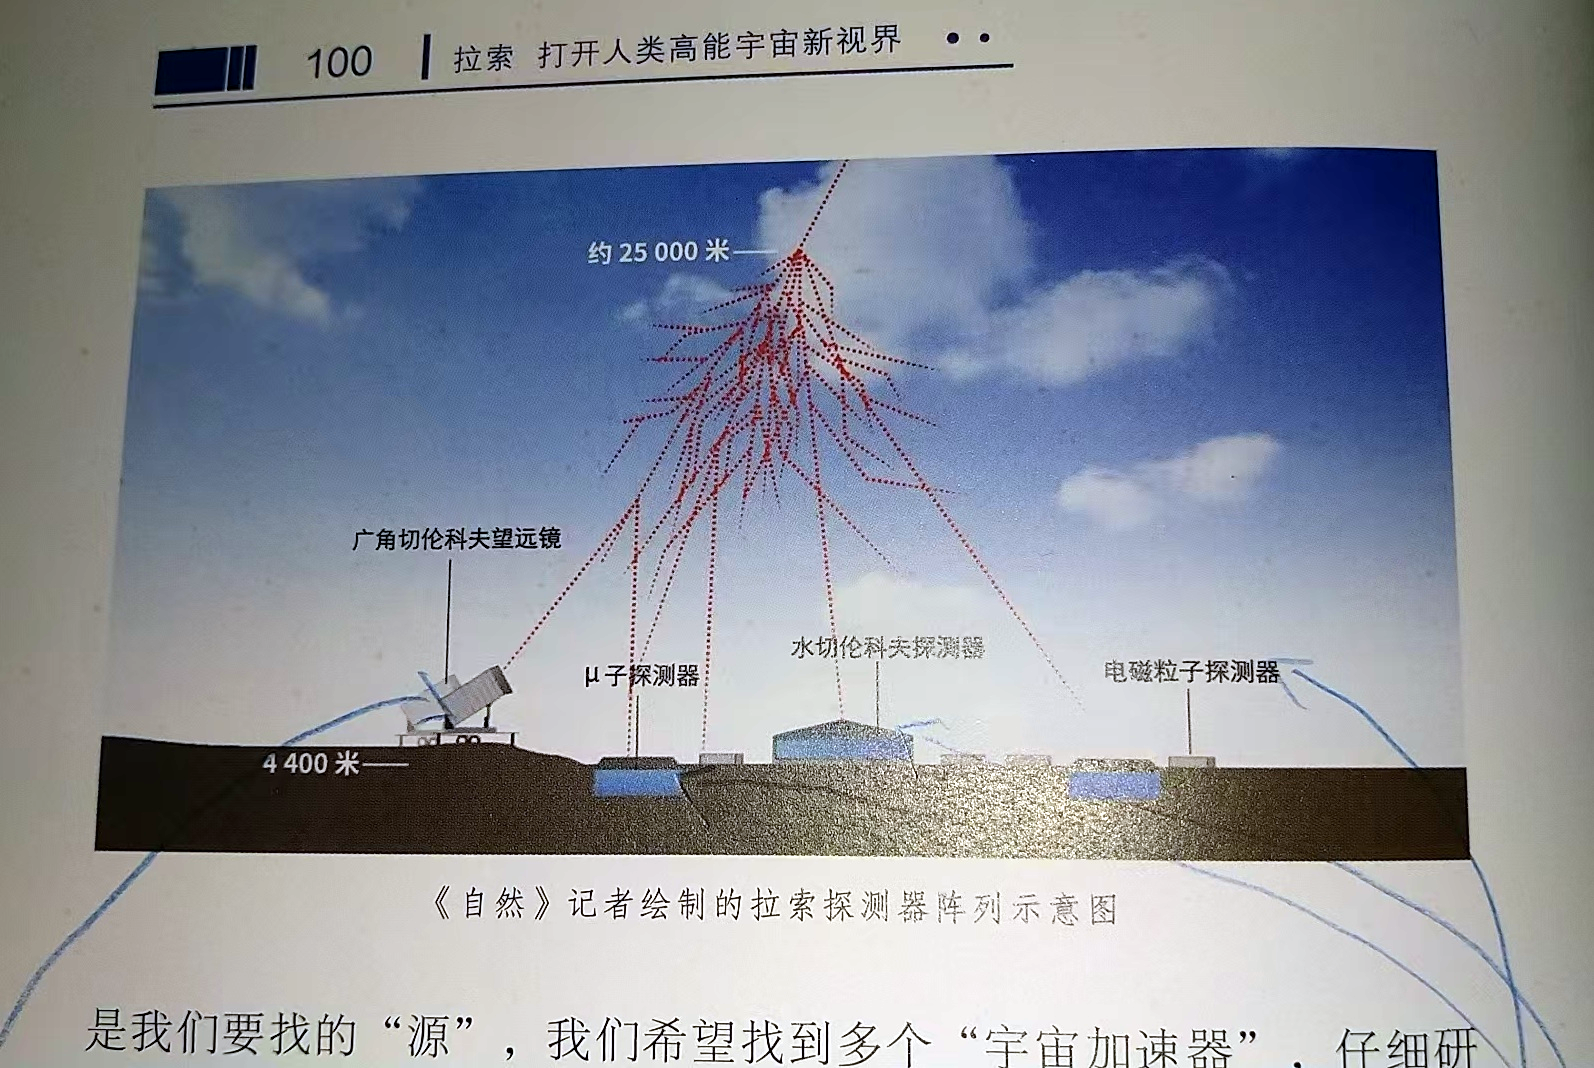 100 拉索 打开人类高能宇宙新视界
约 25 000 米
广角切伦科夫望远镜
水切伦科夫探测器
μ子探测器
电磁粒子探测器
4 400 米
《自然》记者绘制的拉索探测器阵列示意图
是我们要找的“源”，我们希望找到多个“宇宙加速器”，仔细研